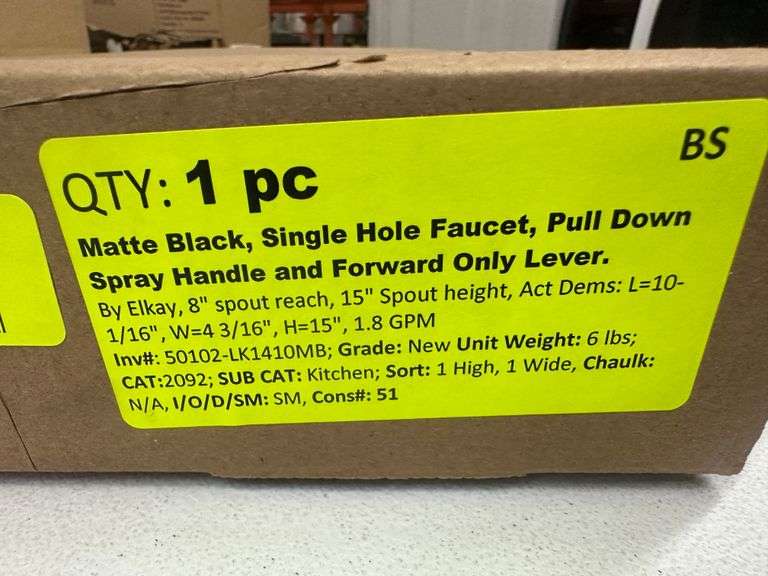 BS
QTY: 1 pc
Matte Black, Single Hole Faucet, Pull Down
Spray Handle and Forward Only Lever.
By Elkay, 8" spout reach, 15" Spout height, Act Dems: L=10-
1/16", W=4 3/16", H=15", 1.8 GPM
Inv#: 50102-LK1410MB; Grade: New Unit Weight: 6 lbs;
CAT:2092; SUB CAT: Kitchen; Sort: 1 High, 1 Wide, Chaulk:
N/A, I/O/D/SM: SM, Cons#: 51